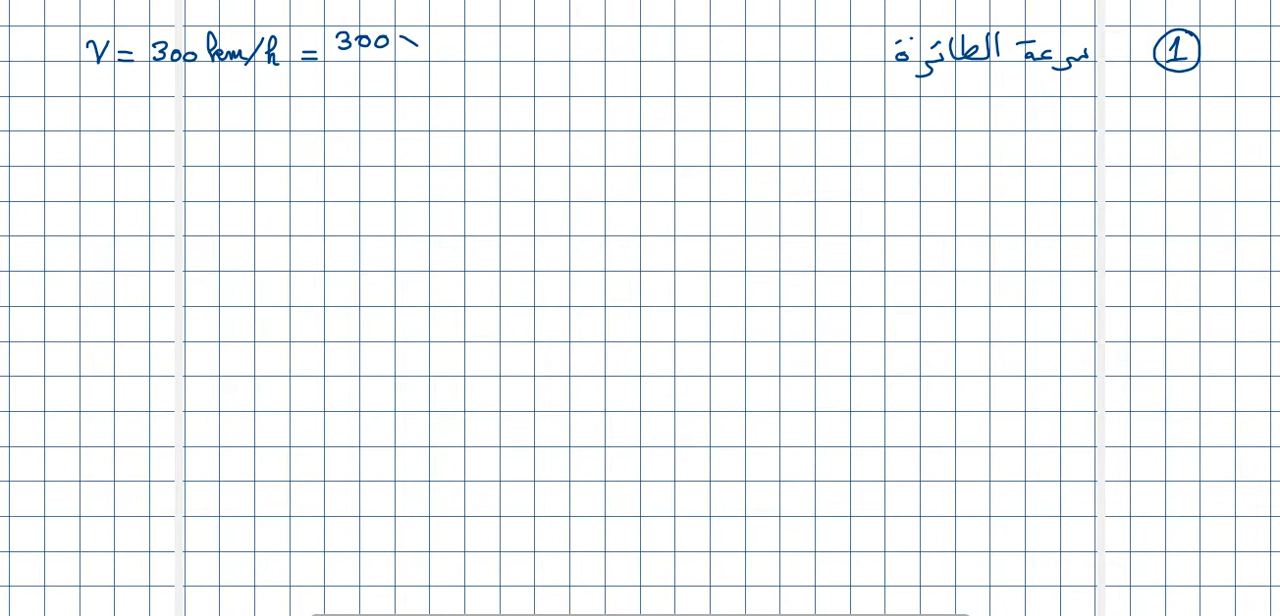 ① سرعة الطائرة V = 300 km/h = 300